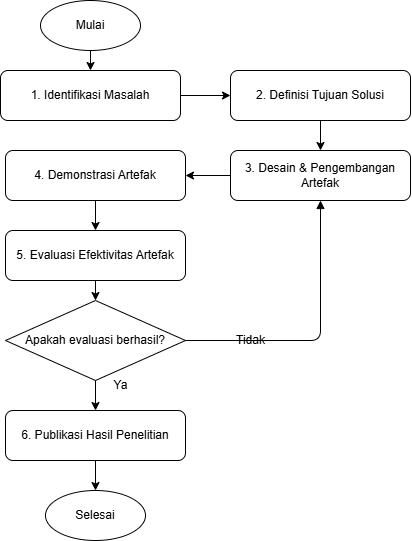 Mulai
1. Identifikasi Masalah
2. Definisi Tujuan Solusi
3. Desain & Pengembangan
Artefak
4. Demonstrasi Artefak
5. Evaluasi Efektivitas Artefak
Apakah evaluasi berhasil?
Tidak
Ya
6. Publikasi Hasil Penelitian
Selesai